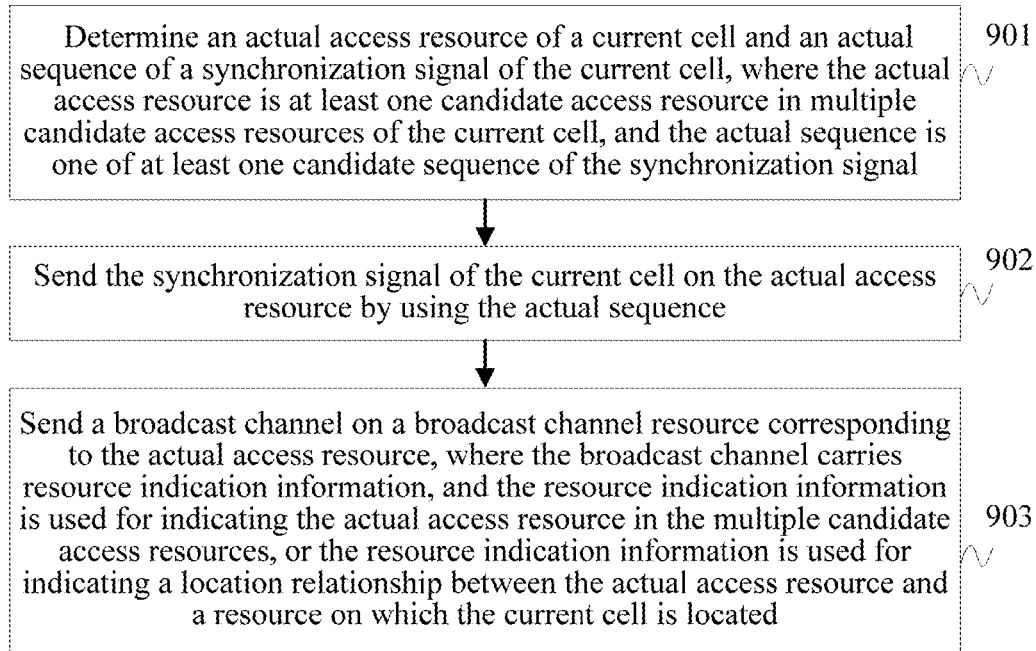 Determine an actual access resource of a current cell and an actual
sequence of a synchronization signal of the current cell, where the actual
access resource is at least one candidate access resource in multiple
candidate access resources of the current cell, and the actual sequence is
one of at least one candidate sequence of the synchronization signal
901
Send the synchronization signal of the current cell on the actual access
resource by using the actual sequence
902
Send a broadcast channel on a broadcast channel resource corresponding
to the actual access resource, where the broadcast channel carries
resource indication information, and the resource indication information
is used for indicating the actual access resource in the multiple candidate
access resources, or the resource indication information is used for
indicating a location relationship between the actual access resource and
a resource on which the current cell is located
903